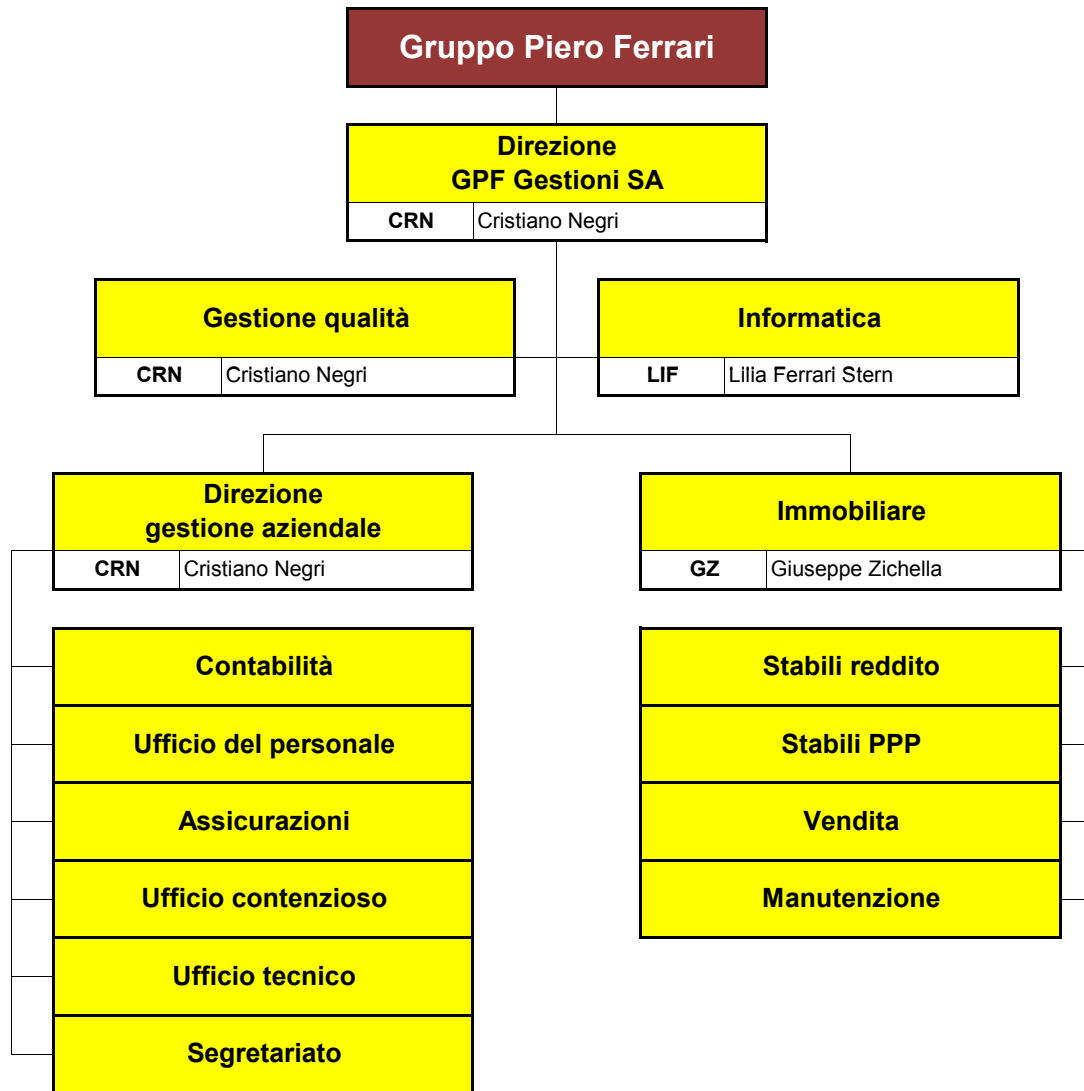 Gruppo Piero Ferrari
Direzione
GPF Gestioni SA
CRN Cristiano Negri
Gestione qualità
CRN Cristiano Negri
Informatica
LIF Lilia Ferrari Stern
Direzione
gestione aziendale
CRN Cristiano Negri
Immobiliare
GZ Giuseppe Zichella
Contabilità
Ufficio del personale
Assicurazioni
Ufficio contenzioso
Ufficio tecnico
Segretariato
Stabili reddito
Stabili PPP
Vendita
Manutenzione